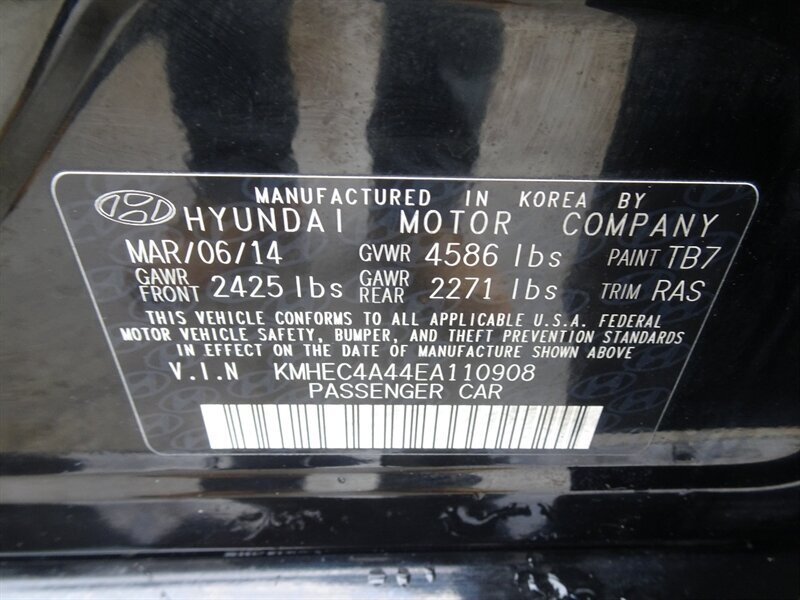 MANUFACTURED IN KOREA BY
HYUNDAI MOTOR COMPANY
MAR/06/14 GVWR 4586 lbs PAINT TB7
GAWR FRONT 2425 lbs GAWR REAR 2271 lbs TRIM RAS
THIS VEHICLE CONFORMS TO ALL APPLICABLE U.S.A. FEDERAL
MOTOR VEHICLE SAFETY, BUMPER, AND THEFT PREVENTION STANDARDS
IN EFFECT ON THE DATE OF MANUFACTURE SHOWN ABOVE
V.I.N KMHEC4A44EA110908
PASSENGER CAR